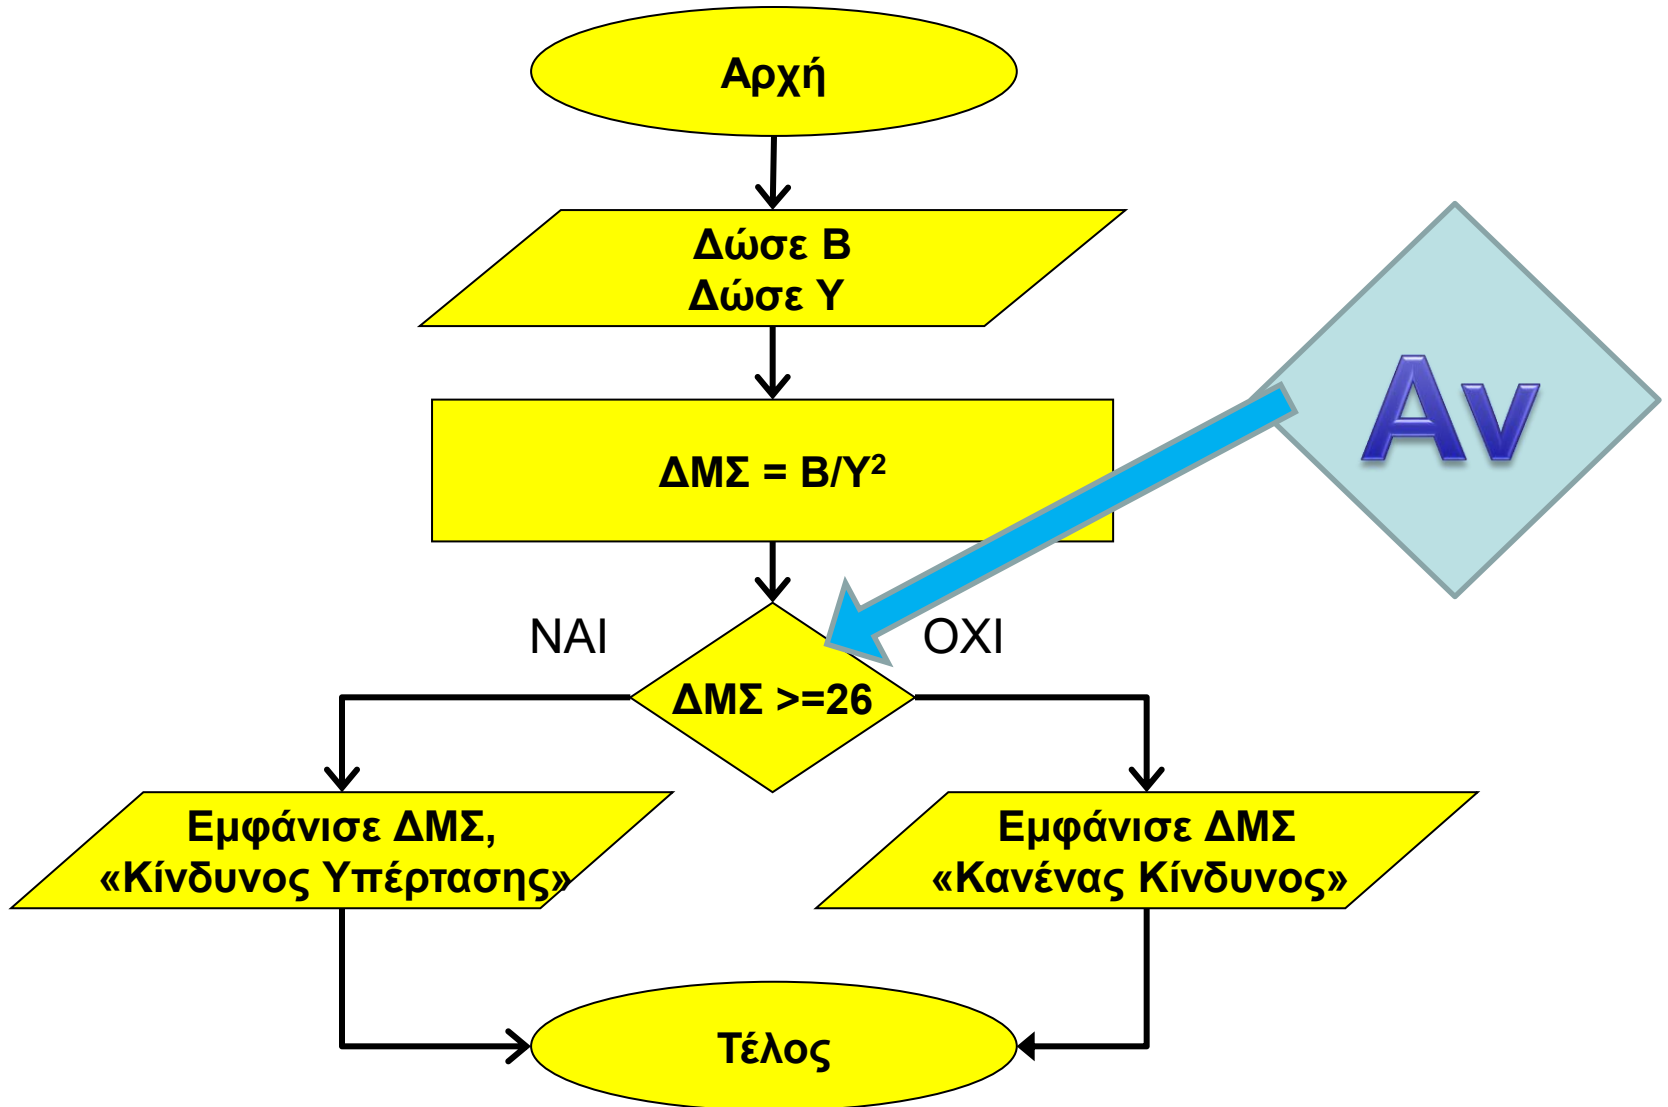 Αρχή
Δώσε Β
Δώσε Υ
ΔΜΣ = Β/Υ²
Αν
ΝΑΙ
ΟΧΙ
ΔΜΣ >=26
Εμφάνισε ΔΜΣ,
«Κίνδυνος Υπέρτασης»
Εμφάνισε ΔΜΣ
«Κανένας Κίνδυνος»
Τέλος